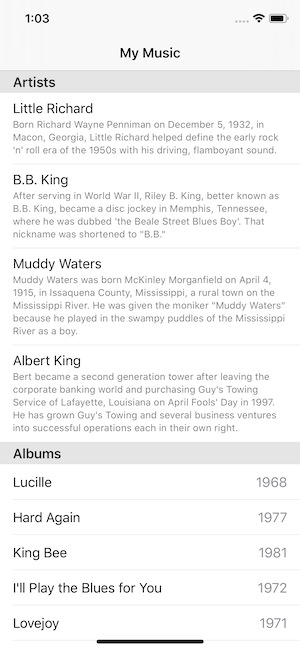 1:03
My Music
Artists
Little Richard
Born Richard Wayne Penniman on December 5, 1932, in
Macon, Georgia, Little Richard helped define the early rock
'n' roll era of the 1950s with his driving, flamboyant sound.
B.B. King
After serving in World War II, Riley B. King, better known as
B.B. King, became a disc jockey in Memphis, Tennessee,
where he was dubbed 'the Beale Street Blues Boy'. That
nickname was shortened to "B.B."
Muddy Waters
Muddy Waters was born McKinley Morganfield on April 4,
1915, in Issaquena County, Mississippi, a rural town on the
Mississippi River. He was given the moniker "Muddy Waters"
because he played in the swampy puddles of the Mississippi
River as a boy.
Albert King
Bert became a second generation tower after leaving the
corporate banking world and purchasing Guy's Towing
Service of Lafayette, Louisiana on April Fools' Day in 1997.
He has grown Guy's Towing and several business ventures
into successful operations each in their own right.
Albums
Lucille 1968
Hard Again 1977
King Bee 1981
I'll Play the Blues for You 1972
Lovejoy 1971